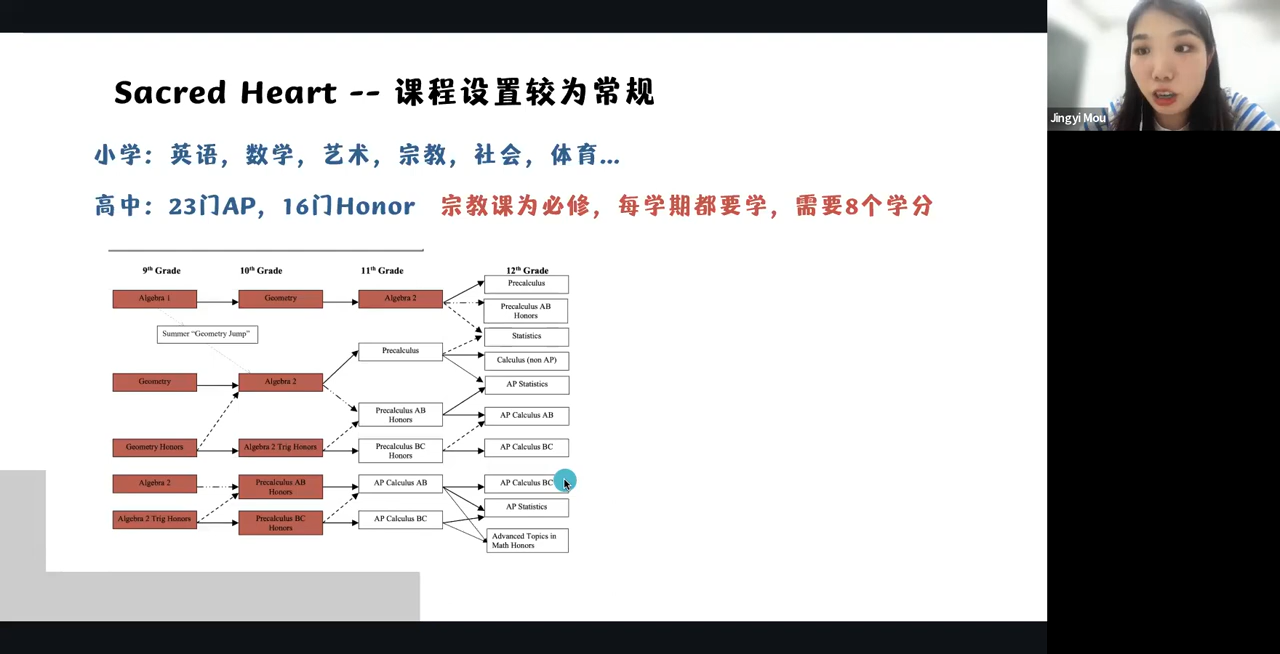 Sacred Heart -- 课程设置较为常规
Jingyi Mou
小学：英语，数学，艺术，宗教，社会，体育...
高中：23门AP，16门Honor 宗教课为必修，每学期都要学，需要8个学分
9th Grade 10th Grade 11th Grade 12th Grade
Algebra 1
Geometry
Algebra 2
Precalculus
Precalculus AB
Honors
Statistics
Summer "Geometry Jump"
Precalculus
Calculus (non AP)
Geometry
Algebra 2
AP Statistics
Precalculus AB
Honors
AP Calculus AB
Geometry Honors
Algebra 2 Trig Honors
Precalculus BC
Honors
AP Calculus BC
Algebra 2
Precalculus AB
Honors
AP Calculus AB
AP Calculus BC
AP Statistics
Algebra 2 Trig Honors
Precalculus BC
Honors
AP Calculus BC
Advanced Topics in
Math Honors